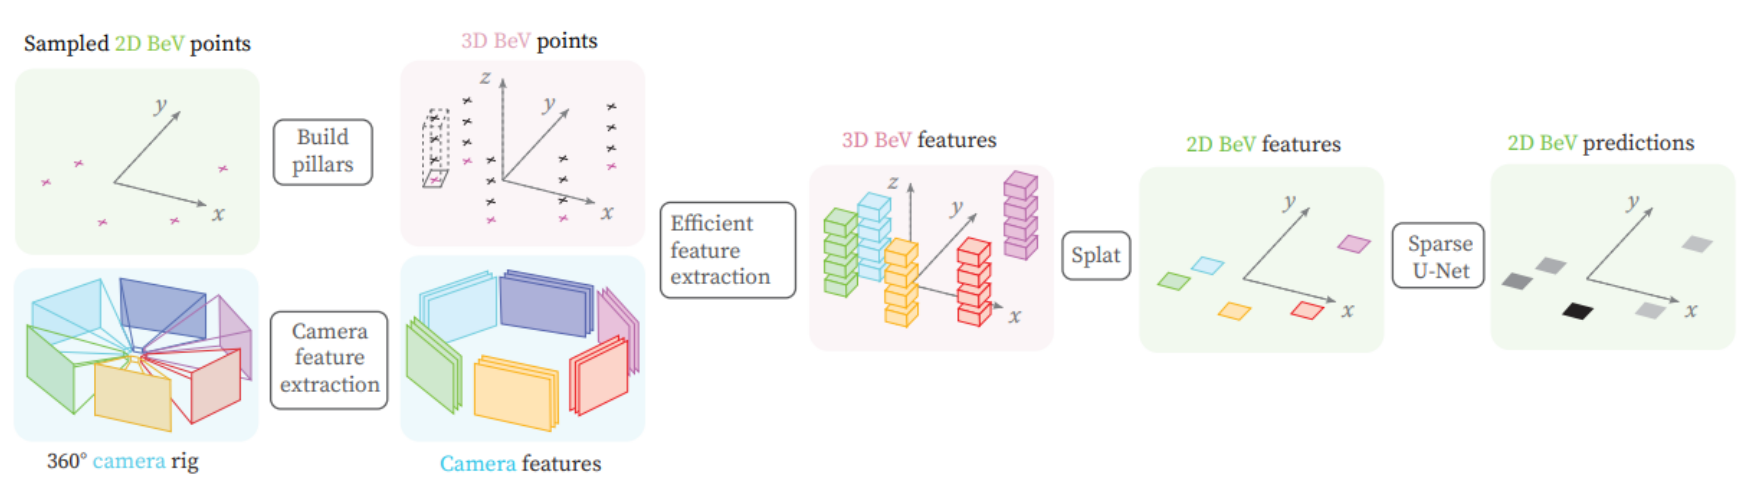 Sampled 2D BeV points
y
x
Build
pillars
3D BeV points
z
y
x
360° camera rig
Camera
feature
extraction
Camera features
Efficient
feature
extraction
3D BeV features
z
y
x
Splat
2D BeV features
y
x
Sparse
U-Net
2D BeV predictions
y
x